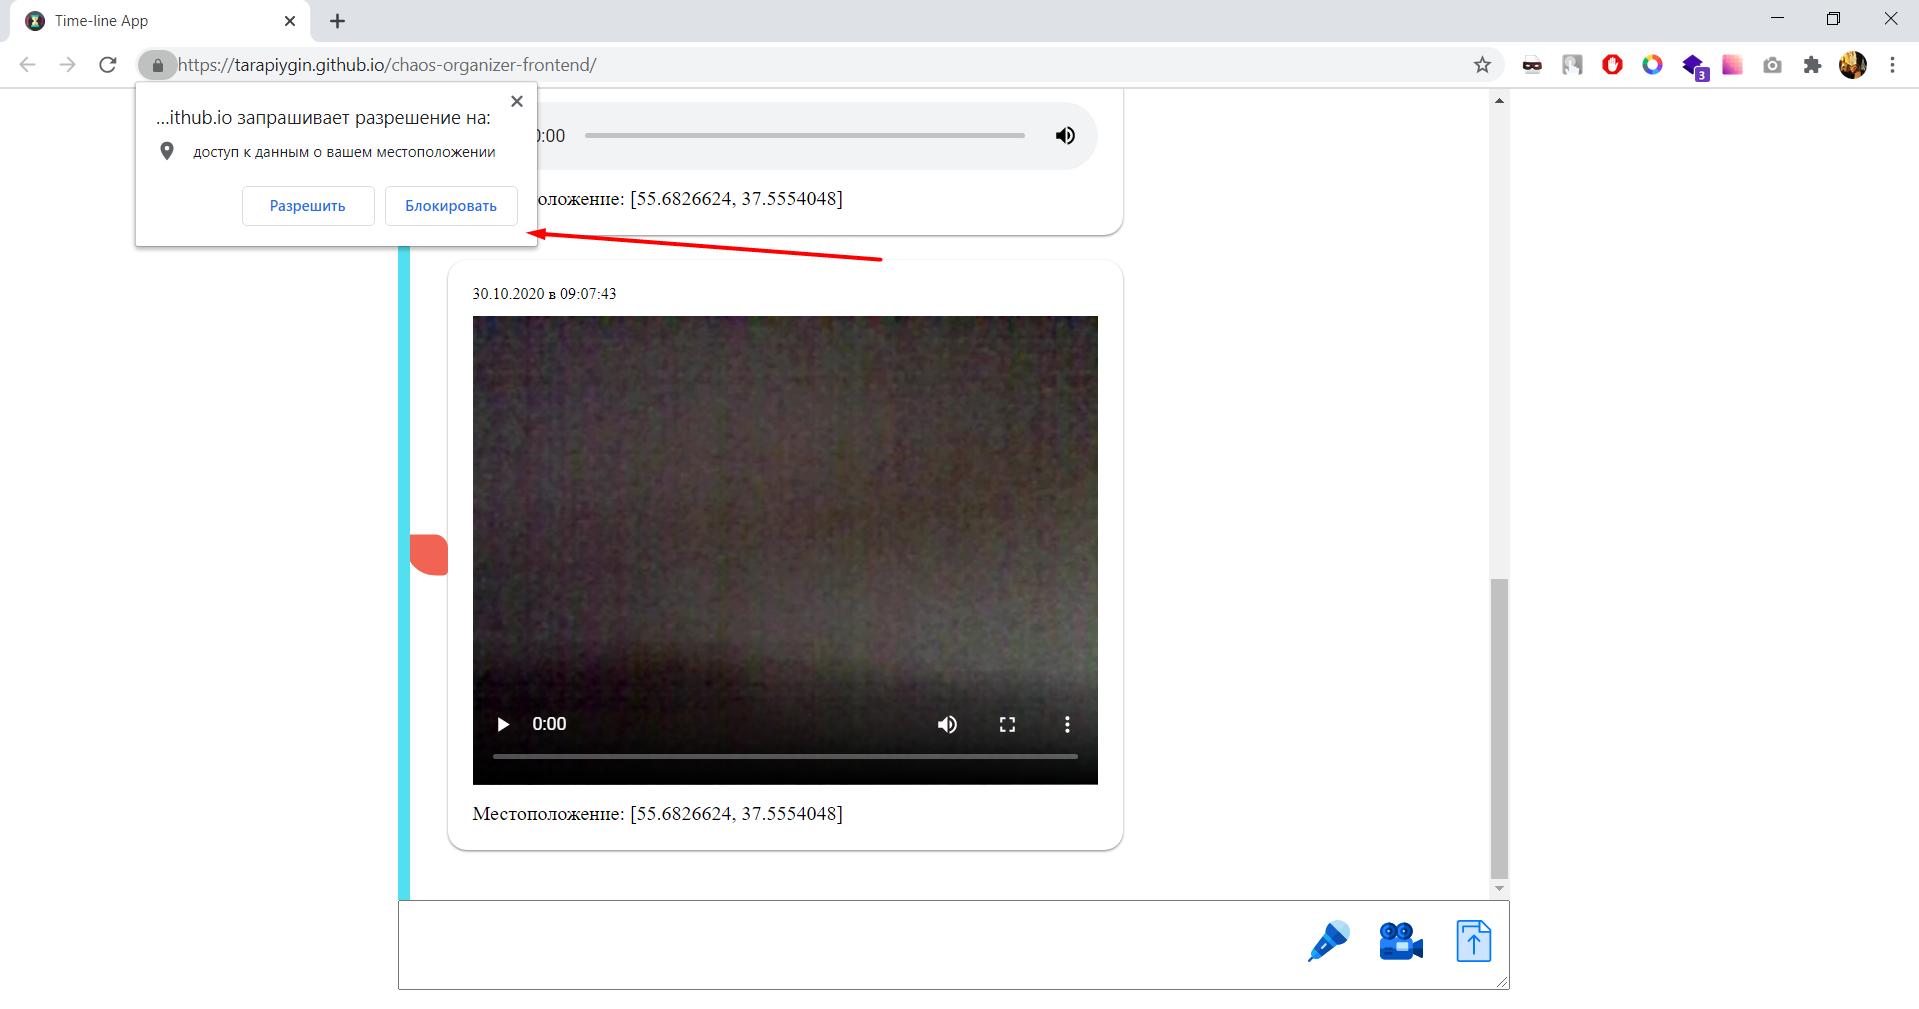 Time-line App
https://tarapiygin.github.io/chaos-organizer-frontend/
3
...ithub.io запрашивает разрешение на:
доступ к данным о вашем местоположении
Разрешить
Блокировать
0:00
оложение: [55.6826624, 37.5554048]
30.10.2020 в 09:07:43
0:00
Местоположение: [55.6826624, 37.5554048]